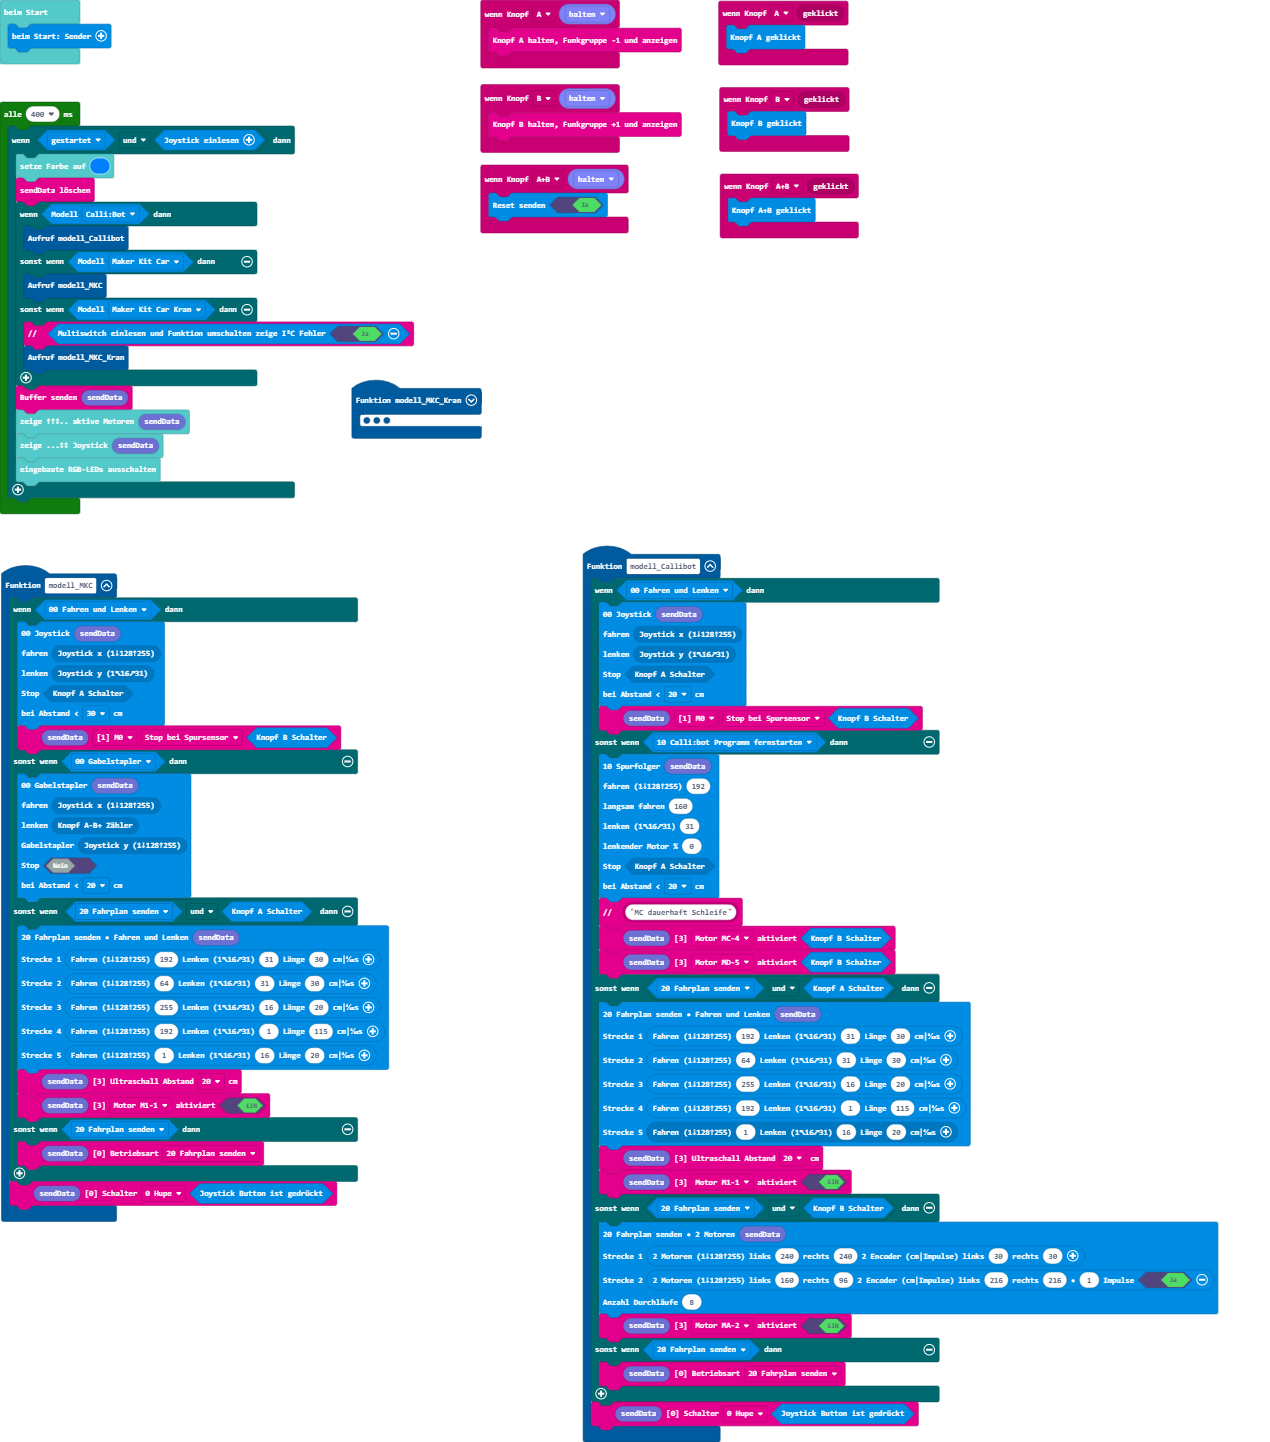 beim Start
beim Start: Sender
alle 400 ms
wenn gestartet und Joystick einlesen dann
setze Farbe auf
sendData löschen
wenn Modell Calli:Bot dann
Aufruf modell_Callibot
sonst wenn Modell Maker Kit Car dann
Aufruf modell_MKC
sonst wenn Modell Maker Kit Car Kran dann
// Multiswitch einlesen und Funktion umschalten zeige I²C Fehler Ja
Aufruf modell_MKC_Kran
Buffer senden sendData
zeige ↑↑↕.. aktive Motoren sendData
zeige ...↕↕ Joystick sendData
eingebaute RGB-LEDs ausschalten
wenn Knopf A halten
Knopf A halten, Funkgruppe -1 und anzeigen
wenn Knopf B halten
Knopf B halten, Funkgruppe +1 und anzeigen
wenn Knopf A+B halten
Reset senden Ja
wenn Knopf A geklickt
Knopf A geklickt
wenn Knopf B geklickt
Knopf B geklickt
wenn Knopf A+B geklickt
Knopf A+B geklickt
Funktion modell_MKC_Kran
Funktion modell_MKC
wenn 00 Fahren und Lenken dann
00 Joystick sendData
fahren Joystick x (1↓128↑255)
lenken Joystick y (1↖16↗31)
Stop Knopf A Schalter
bei Abstand < 30 cm
sendData [1] M0 Stop bei Spursensor Knopf B Schalter
sonst wenn 00 Gabelstapler dann
00 Gabelstapler sendData
fahren Joystick x (1↓128↑255)
lenken Knopf A-B+ Zähler
Gabelstapler Joystick y (1↓128↑255)
Stop Nein
bei Abstand < 20 cm
sonst wenn 20 Fahrplan senden und Knopf A Schalter dann
20 Fahrplan senden • Fahren und Lenken sendData
Strecke 1 Fahren (1↓128↑255) 192 Lenken (1↖16↗31) 31 Länge 30 cm|⅒s
Strecke 2 Fahren (1↓128↑255) 64 Lenken (1↖16↗31) 31 Länge 30 cm|⅒s
Strecke 3 Fahren (1↓128↑255) 255 Lenken (1↖16↗31) 16 Länge 20 cm|⅒s
Strecke 4 Fahren (1↓128↑255) 192 Lenken (1↖16↗31) 1 Länge 115 cm|⅒s
Strecke 5 Fahren (1↓128↑255) 1 Lenken (1↖16↗31) 16 Länge 20 cm|⅒s
sendData [3] Ultraschall Abstand 20 cm
sendData [3] Motor M1-1 aktiviert EIN
sonst wenn 20 Fahrplan senden dann
sendData [0] Betriebsart 20 Fahrplan senden
sendData [0] Schalter 0 Hupe Joystick Button ist gedrückt
Funktion modell_Callibot
wenn 00 Fahren und Lenken dann
00 Joystick sendData
fahren Joystick x (1↓128↑255)
lenken Joystick y (1↖16↗31)
Stop Knopf A Schalter
bei Abstand < 20 cm
sendData [1] M0 Stop bei Spursensor Knopf B Schalter
sonst wenn 10 Calli:bot Programm fernstarten dann
10 Spurfolger sendData
fahren (1↓128↑255) 192
langsam fahren 160
lenken (1↖16↗31) 31
lenkender Motor % 0
Stop Knopf A Schalter
bei Abstand < 20 cm
// "MC dauerhaft Schleife"
sendData [3] Motor MC-4 aktiviert Knopf B Schalter
sendData [3] Motor MD-5 aktiviert Knopf B Schalter
sonst wenn 20 Fahrplan senden und Knopf A Schalter dann
20 Fahrplan senden • Fahren und Lenken sendData
Strecke 1 Fahren (1↓128↑255) 192 Lenken (1↖16↗31) 31 Länge 30 cm|⅒s
Strecke 2 Fahren (1↓128↑255) 64 Lenken (1↖16↗31) 31 Länge 30 cm|⅒s
Strecke 3 Fahren (1↓128↑255) 255 Lenken (1↖16↗31) 16 Länge 20 cm|⅒s
Strecke 4 Fahren (1↓128↑255) 192 Lenken (1↖16↗31) 1 Länge 115 cm|⅒s
Strecke 5 Fahren (1↓128↑255) 1 Lenken (1↖16↗31) 16 Länge 20 cm|⅒s
sendData [3] Ultraschall Abstand 20 cm
sendData [3] Motor M1-1 aktiviert EIN
sonst wenn 20 Fahrplan senden und Knopf B Schalter dann
20 Fahrplan senden • 2 Motoren sendData
Strecke 1 2 Motoren (1↓128↑255) links 240 rechts 240 2 Encoder (cm|Impulse) links 30 rechts 30
Strecke 2 2 Motoren (1↓128↑255) links 160 rechts 96 2 Encoder (cm|Impulse) links 216 rechts 216 • 1 Impulse Ja
Anzahl Durchläufe 8
sendData [3] Motor MA-2 aktiviert EIN
sonst wenn 20 Fahrplan senden dann
sendData [0] Betriebsart 20 Fahrplan senden
sendData [0] Schalter 0 Hupe Joystick Button ist gedrückt